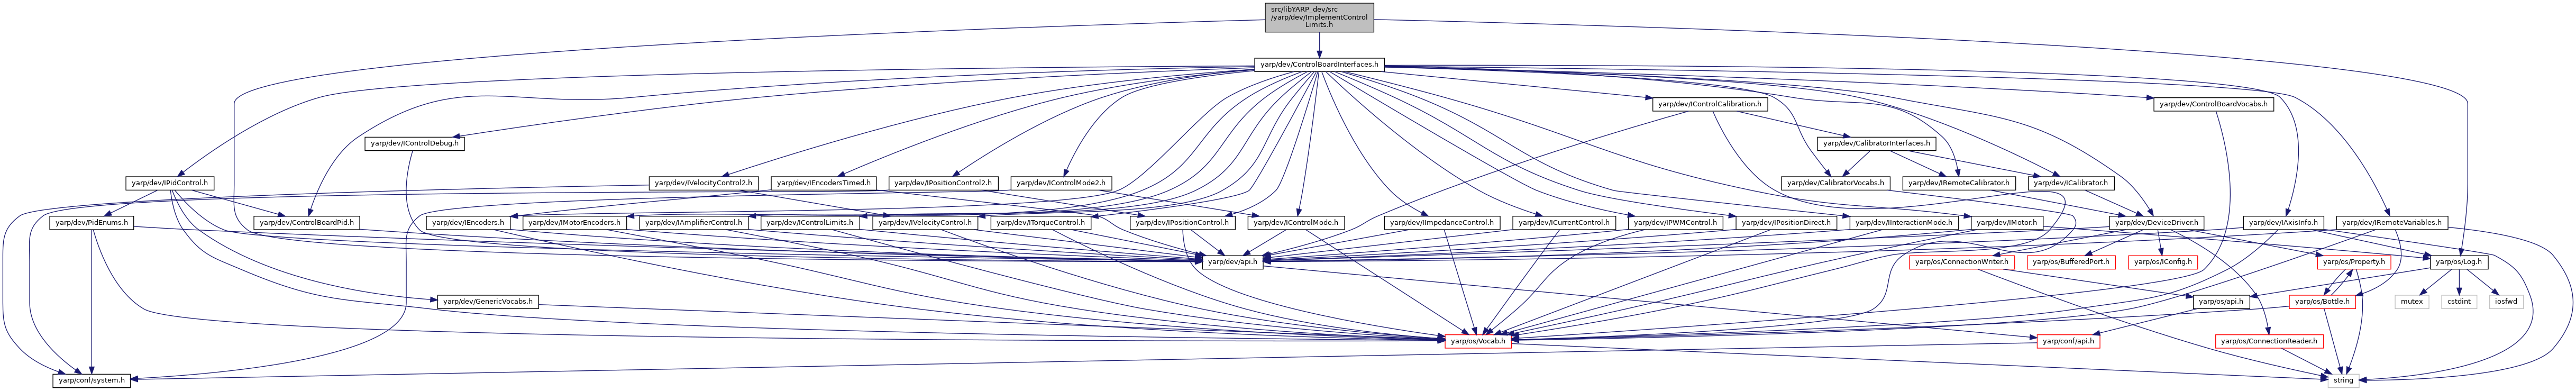 src/libYARP_dev/src
/yarp/dev/ImplementControl
Limits.h
yarp/dev/ControlBoardInterfaces.h
yarp/dev/IControlCalibration.h
yarp/dev/ControlBoardVocabs.h
yarp/dev/IControlDebug.h
yarp/dev/CalibratorInterfaces.h
yarp/dev/IPidControl.h
yarp/dev/IVelocityControl2.h
yarp/dev/IEncodersTimed.h
yarp/dev/IPositionControl2.h
yarp/dev/IControlMode2.h
yarp/dev/CalibratorVocabs.h
yarp/dev/IRemoteCalibrator.h
yarp/dev/ICalibrator.h
yarp/dev/PidEnums.h
yarp/dev/ControlBoardPid.h
yarp/dev/IEncoders.h
yarp/dev/IMotorEncoders.h
yarp/dev/IAmplifierControl.h
yarp/dev/IControlLimits.h
yarp/dev/IVelocityControl.h
yarp/dev/ITorqueControl.h
yarp/dev/IPositionControl.h
yarp/dev/IControlMode.h
yarp/dev/IImpedanceControl.h
yarp/dev/ICurrentControl.h
yarp/dev/IPWMControl.h
yarp/dev/IPositionDirect.h
yarp/dev/IInteractionMode.h
yarp/dev/IMotor.h
yarp/dev/DeviceDriver.h
yarp/dev/IAxisInfo.h
yarp/dev/IRemoteVariables.h
yarp/dev/api.h
yarp/os/ConnectionWriter.h
yarp/os/BufferedPort.h
yarp/os/IConfig.h
yarp/os/Property.h
yarp/os/Log.h
yarp/dev/GenericVocabs.h
yarp/os/api.h
yarp/os/Bottle.h
mutex
cstdint
iosfwd
yarp/os/Vocab.h
yarp/conf/api.h
yarp/os/ConnectionReader.h
yarp/conf/system.h
string